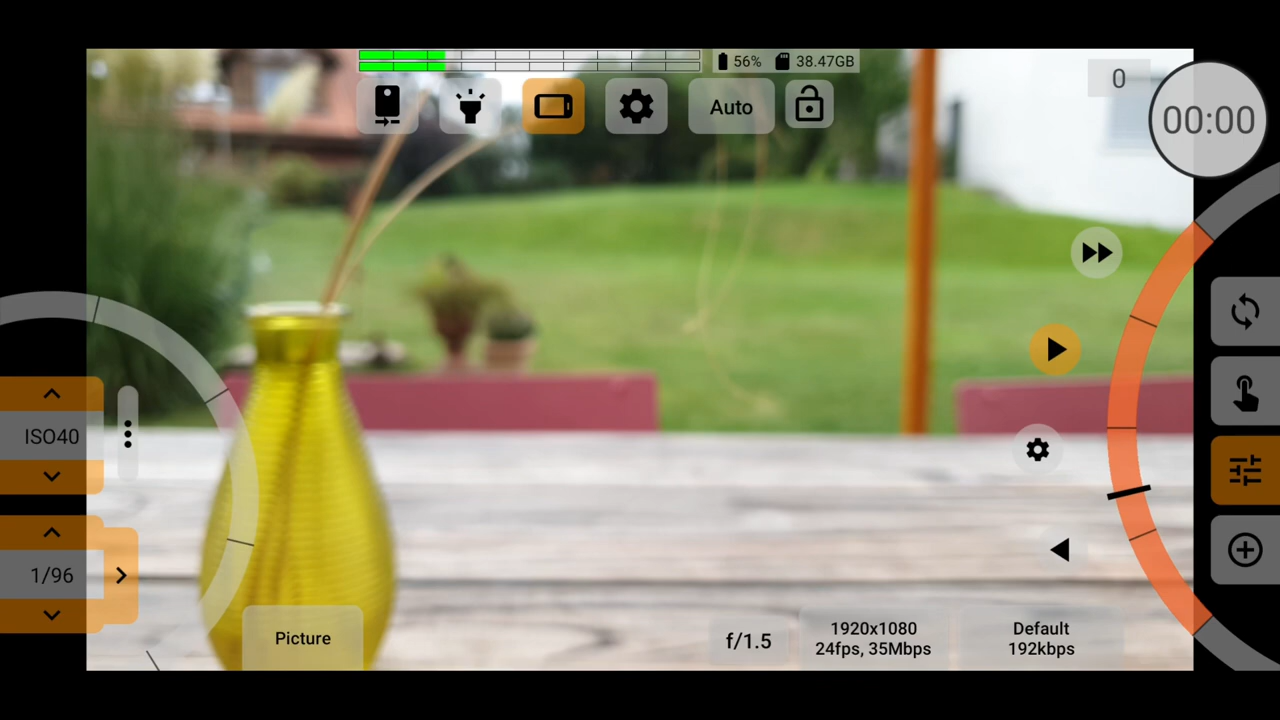 56% 38.47GB
0
00:00
Auto
ISO40
1/96
Picture
f/1.5
1920x1080
24fps, 35Mbps
Default
192kbps